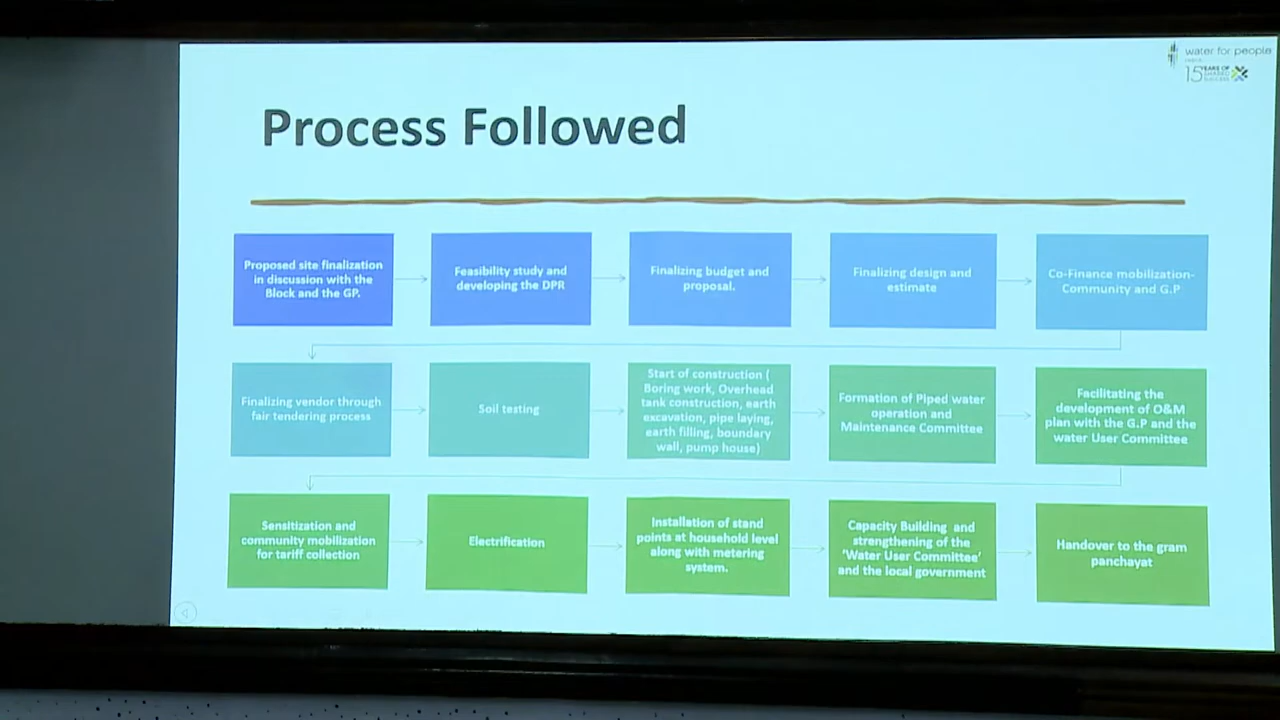 water for people
15 YEARS OF
SHARED
SUCCESS
Process Followed
Proposed site finalization
in discussion with the
Block and the GP.
Feasibility study and
developing the DPR
Finalizing budget and
proposal.
Finalizing design and
estimate
Co-Finance mobilization-
Community and G.P
Finalizing vendor through
fair tendering process
Soil testing
Start of construction (
Boring work, Overhead
tank construction, earth
excavation, pipe laying,
earth filling, boundary
wall, pump house)
Formation of Piped water
operation and
Maintenance Committee
Facilitating the
development of O&M
plan with the G.P and the
water User Committee
Sensitization and
community mobilization
for tariff collection
Electrification
Installation of stand
points at household level
along with metering
system.
Capacity Building and
strengthening of the
‘Water User Committee’
and the local government
Handover to the gram
panchayat